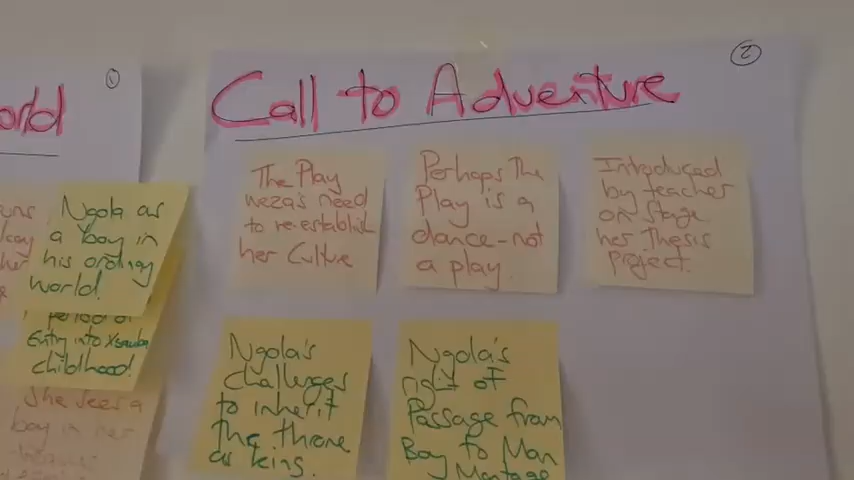 1
orld
Ngola as
a boy in
his ordinary
world.
period of
Entry into
childhood!
She sees a
boy in her
2
Call to Adventure
The Play
Weza's need
to re-establish
her Culture
Perhaps The
Play is a
dance-not
a play.
Introduced
by teacher
on stage
her Thesis
Project.
Ngola's
challenges
to inherit
the throne
as king.
Ngola's
right of
Passage from
Boy to Man
Montage